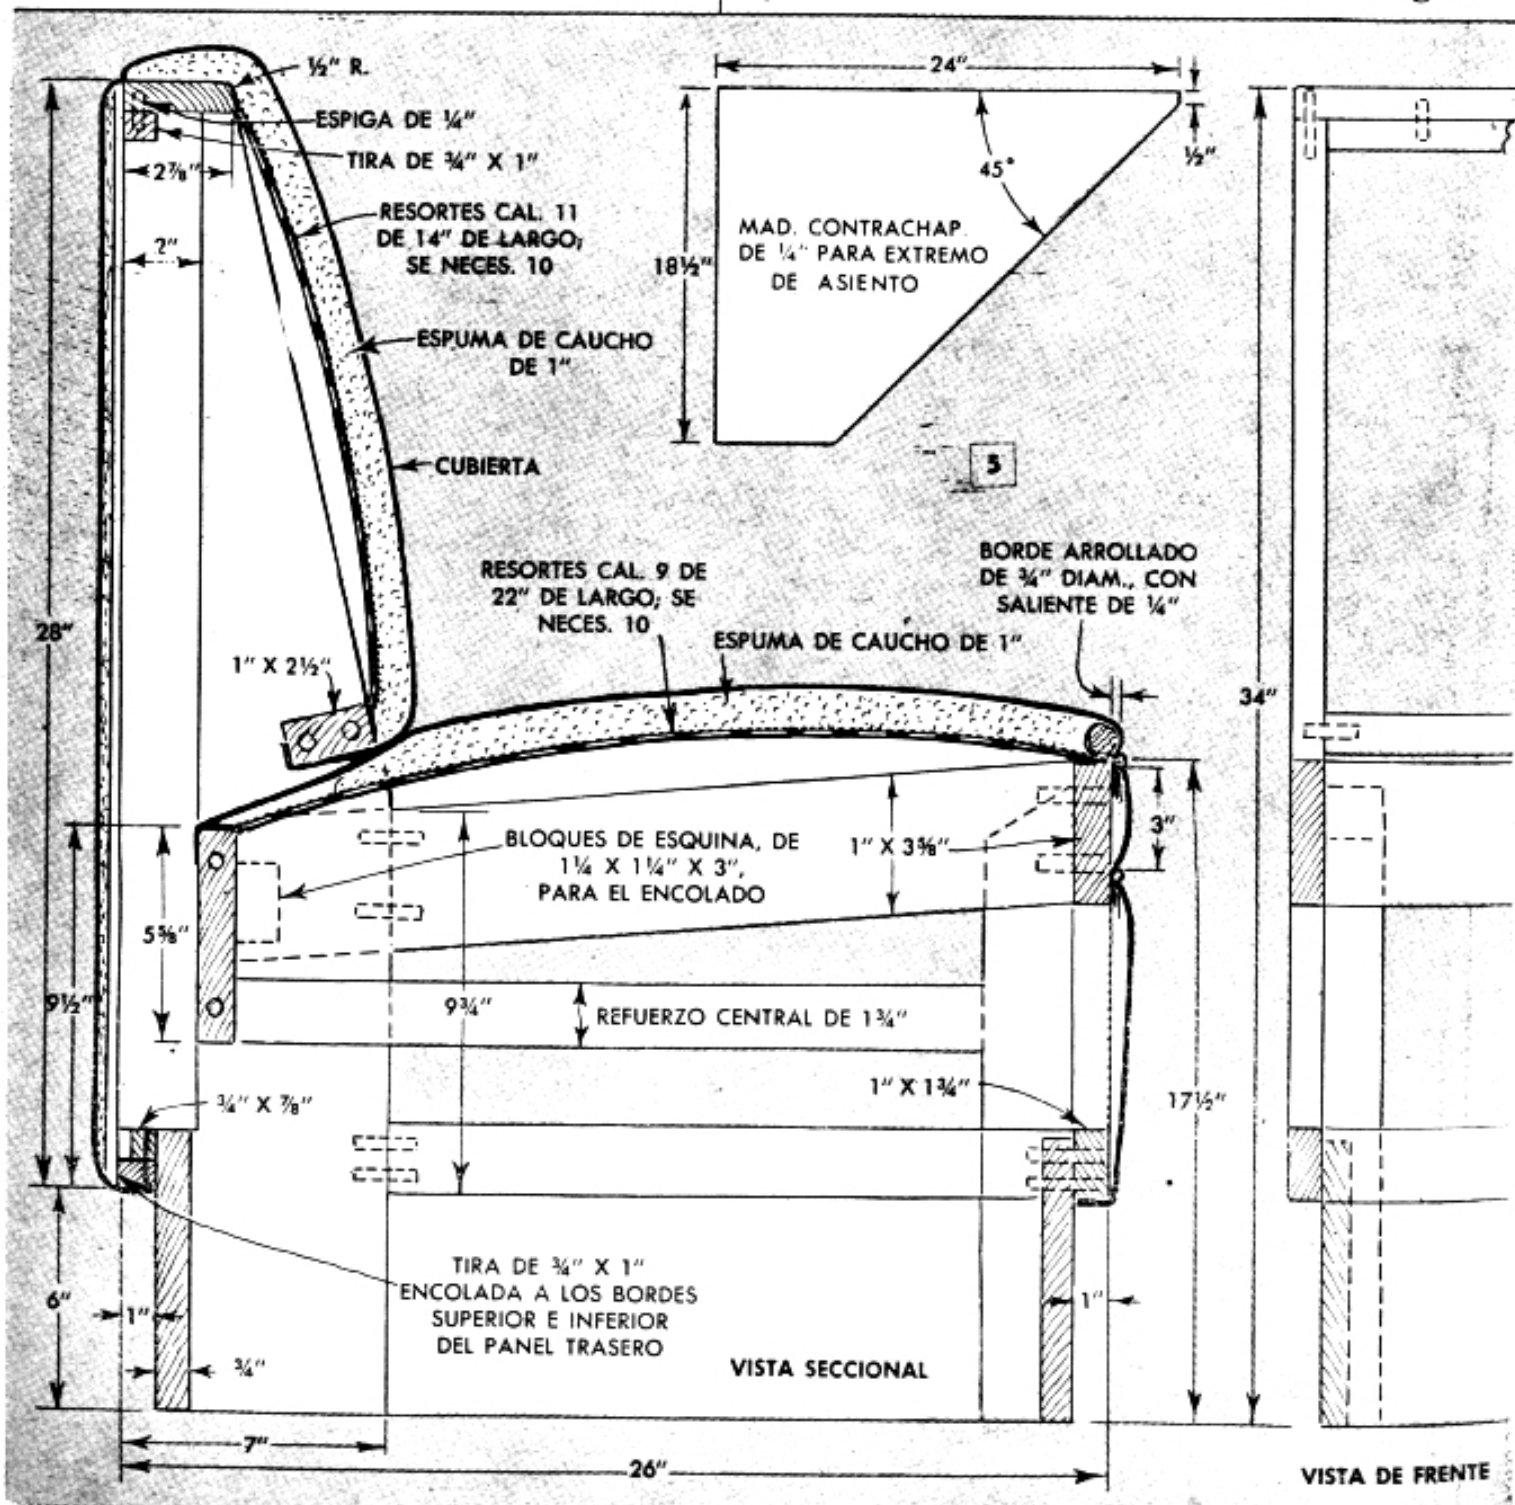 ½" R.
ESPIGA DE ¼"
TIRA DE ¾" X 1"
2⅞"
RESORTES CAL. 11
DE 14" DE LARGO;
SE NECES. 10
2"
ESPUMA DE CAUCHO
DE 1"
CUBIERTA
28"
24"
½"
45°
MAD. CONTRACHAP.
DE ¼" PARA EXTREMO
DE ASIENTO
18½"
5
RESORTES CAL. 9 DE
22" DE LARGO; SE
NECES. 10
BORDE ARROLLADO
DE ¾" DIAM., CON
SALIENTE DE ¼"
ESPUMA DE CAUCHO DE 1"
1" X 2½"
34"
BLOQUES DE ESQUINA, DE
1¼ X 1¼" X 3",
PARA EL ENCOLADO
1" X 3⅝"
3"
5⅝"
9½"
9¾"
REFUERZO CENTRAL DE 1¾"
¾" X ⅞"
1" X 1¾"
17½"
TIRA DE ¾" X 1"
ENCOLADA A LOS BORDES
SUPERIOR E INFERIOR
DEL PANEL TRASERO
6"
1"
1"
¾"
VISTA SECCIONAL
7"
26"
VISTA DE FRENTE